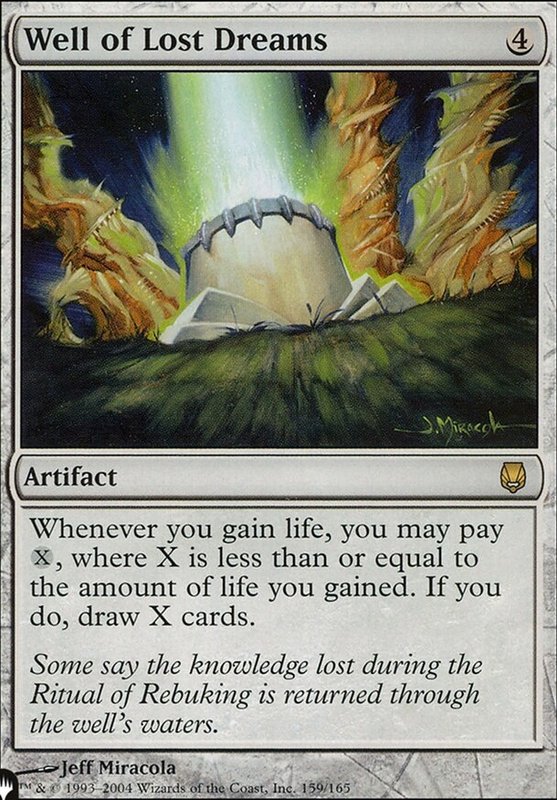 Well of Lost Dreams 4
J. Miracola
Artifact
Whenever you gain life, you may pay
X, where X is less than or equal to
the amount of life you gained. If you
do, draw X cards.
Some say the knowledge lost during the
Ritual of Rebuking is returned through
the well's waters.
Jeff Miracola
™ & © 1993–2004 Wizards of the Coast, Inc. 159/165